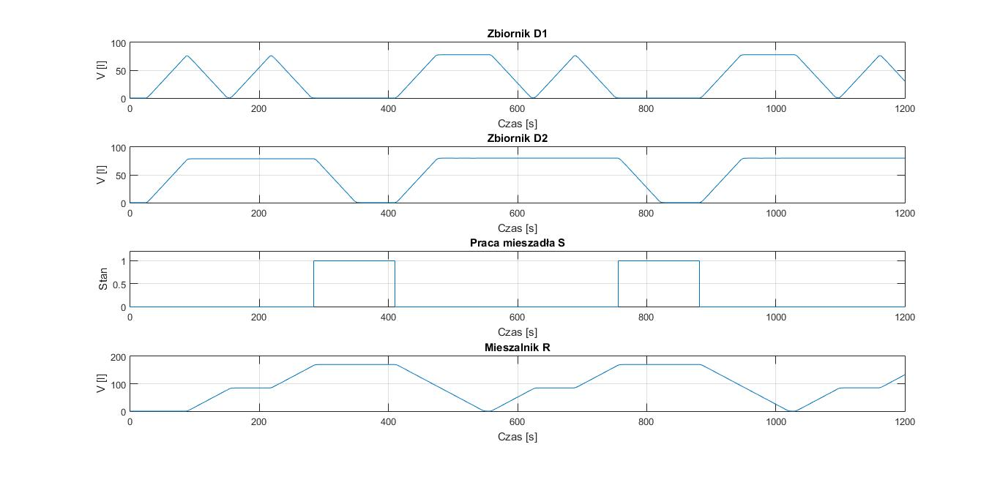 Zbiornik D1
V [l]
100
50
0
0 200 400 600 800 1000 1200
Czas [s]
Zbiornik D2
V [l]
100
50
0
0 200 400 600 800 1000 1200
Czas [s]
Praca mieszadła S
Stan
1
0.5
0
0 200 400 600 800 1000 1200
Czas [s]
Mieszalnik R
V [l]
200
100
0
0 200 400 600 800 1000 1200
Czas [s]